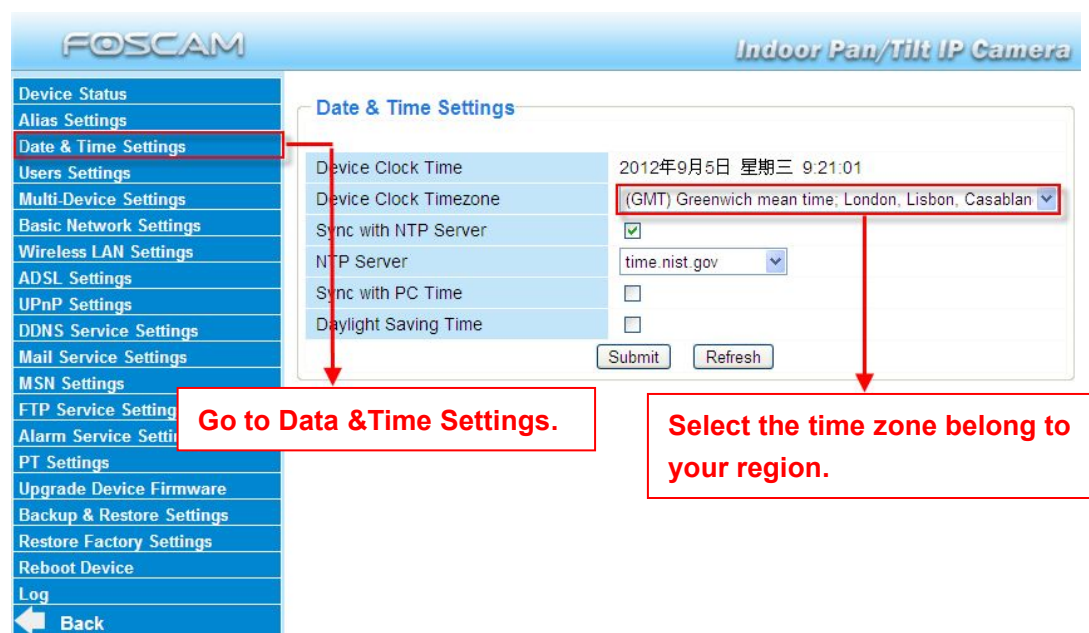 FOSCAM
Indoor Pan/Tilt IP Camera
Device Status
Alias Settings
Date & Time Settings
Users Settings
Multi-Device Settings
Basic Network Settings
Wireless LAN Settings
ADSL Settings
UPnP Settings
DDNS Service Settings
Mail Service Settings
MSN Settings
FTP Service Setting
Alarm Service Setti
PT Settings
Upgrade Device Firmware
Backup & Restore Settings
Restore Factory Settings
Reboot Device
Log
Back
Date & Time Settings
Device Clock Time 2012年9月5日 星期三 9:21:01
Device Clock Timezone (GMT) Greenwich mean time; London, Lisbon, Casablan
Sync with NTP Server
NTP Server time.nist.gov
Sync with PC Time
Daylight Saving Time
Submit Refresh
Go to Data &Time Settings.
Select the time zone belong to
your region.